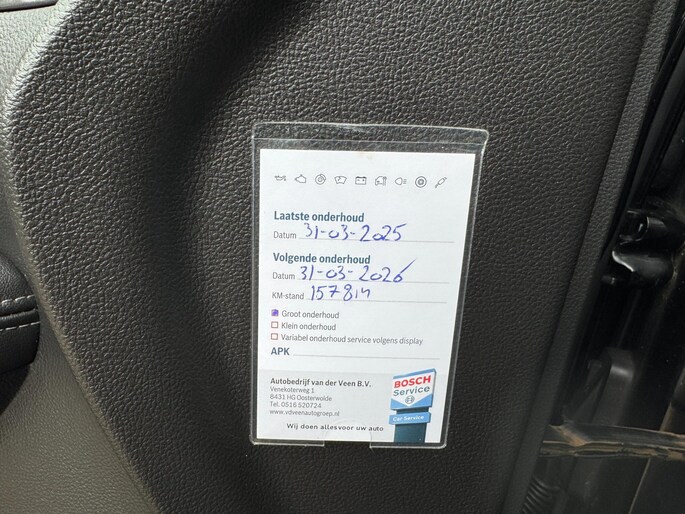 Laatste onderhoud
Datum 31-03-2025
Volgende onderhoud
Datum 31-03-2026
KM-stand
Groot onderhoud
Klein onderhoud
Variabel onderhoud service volgens display
APK
Autobedrijf van der Veen B.V.
Venekoterweg 1
8431 HG Oosterwolde
Tel. 0516 520724
www.vdveenautogroep.nl
Wij doen alles voor uw auto
BOSCH
Service
Car Service